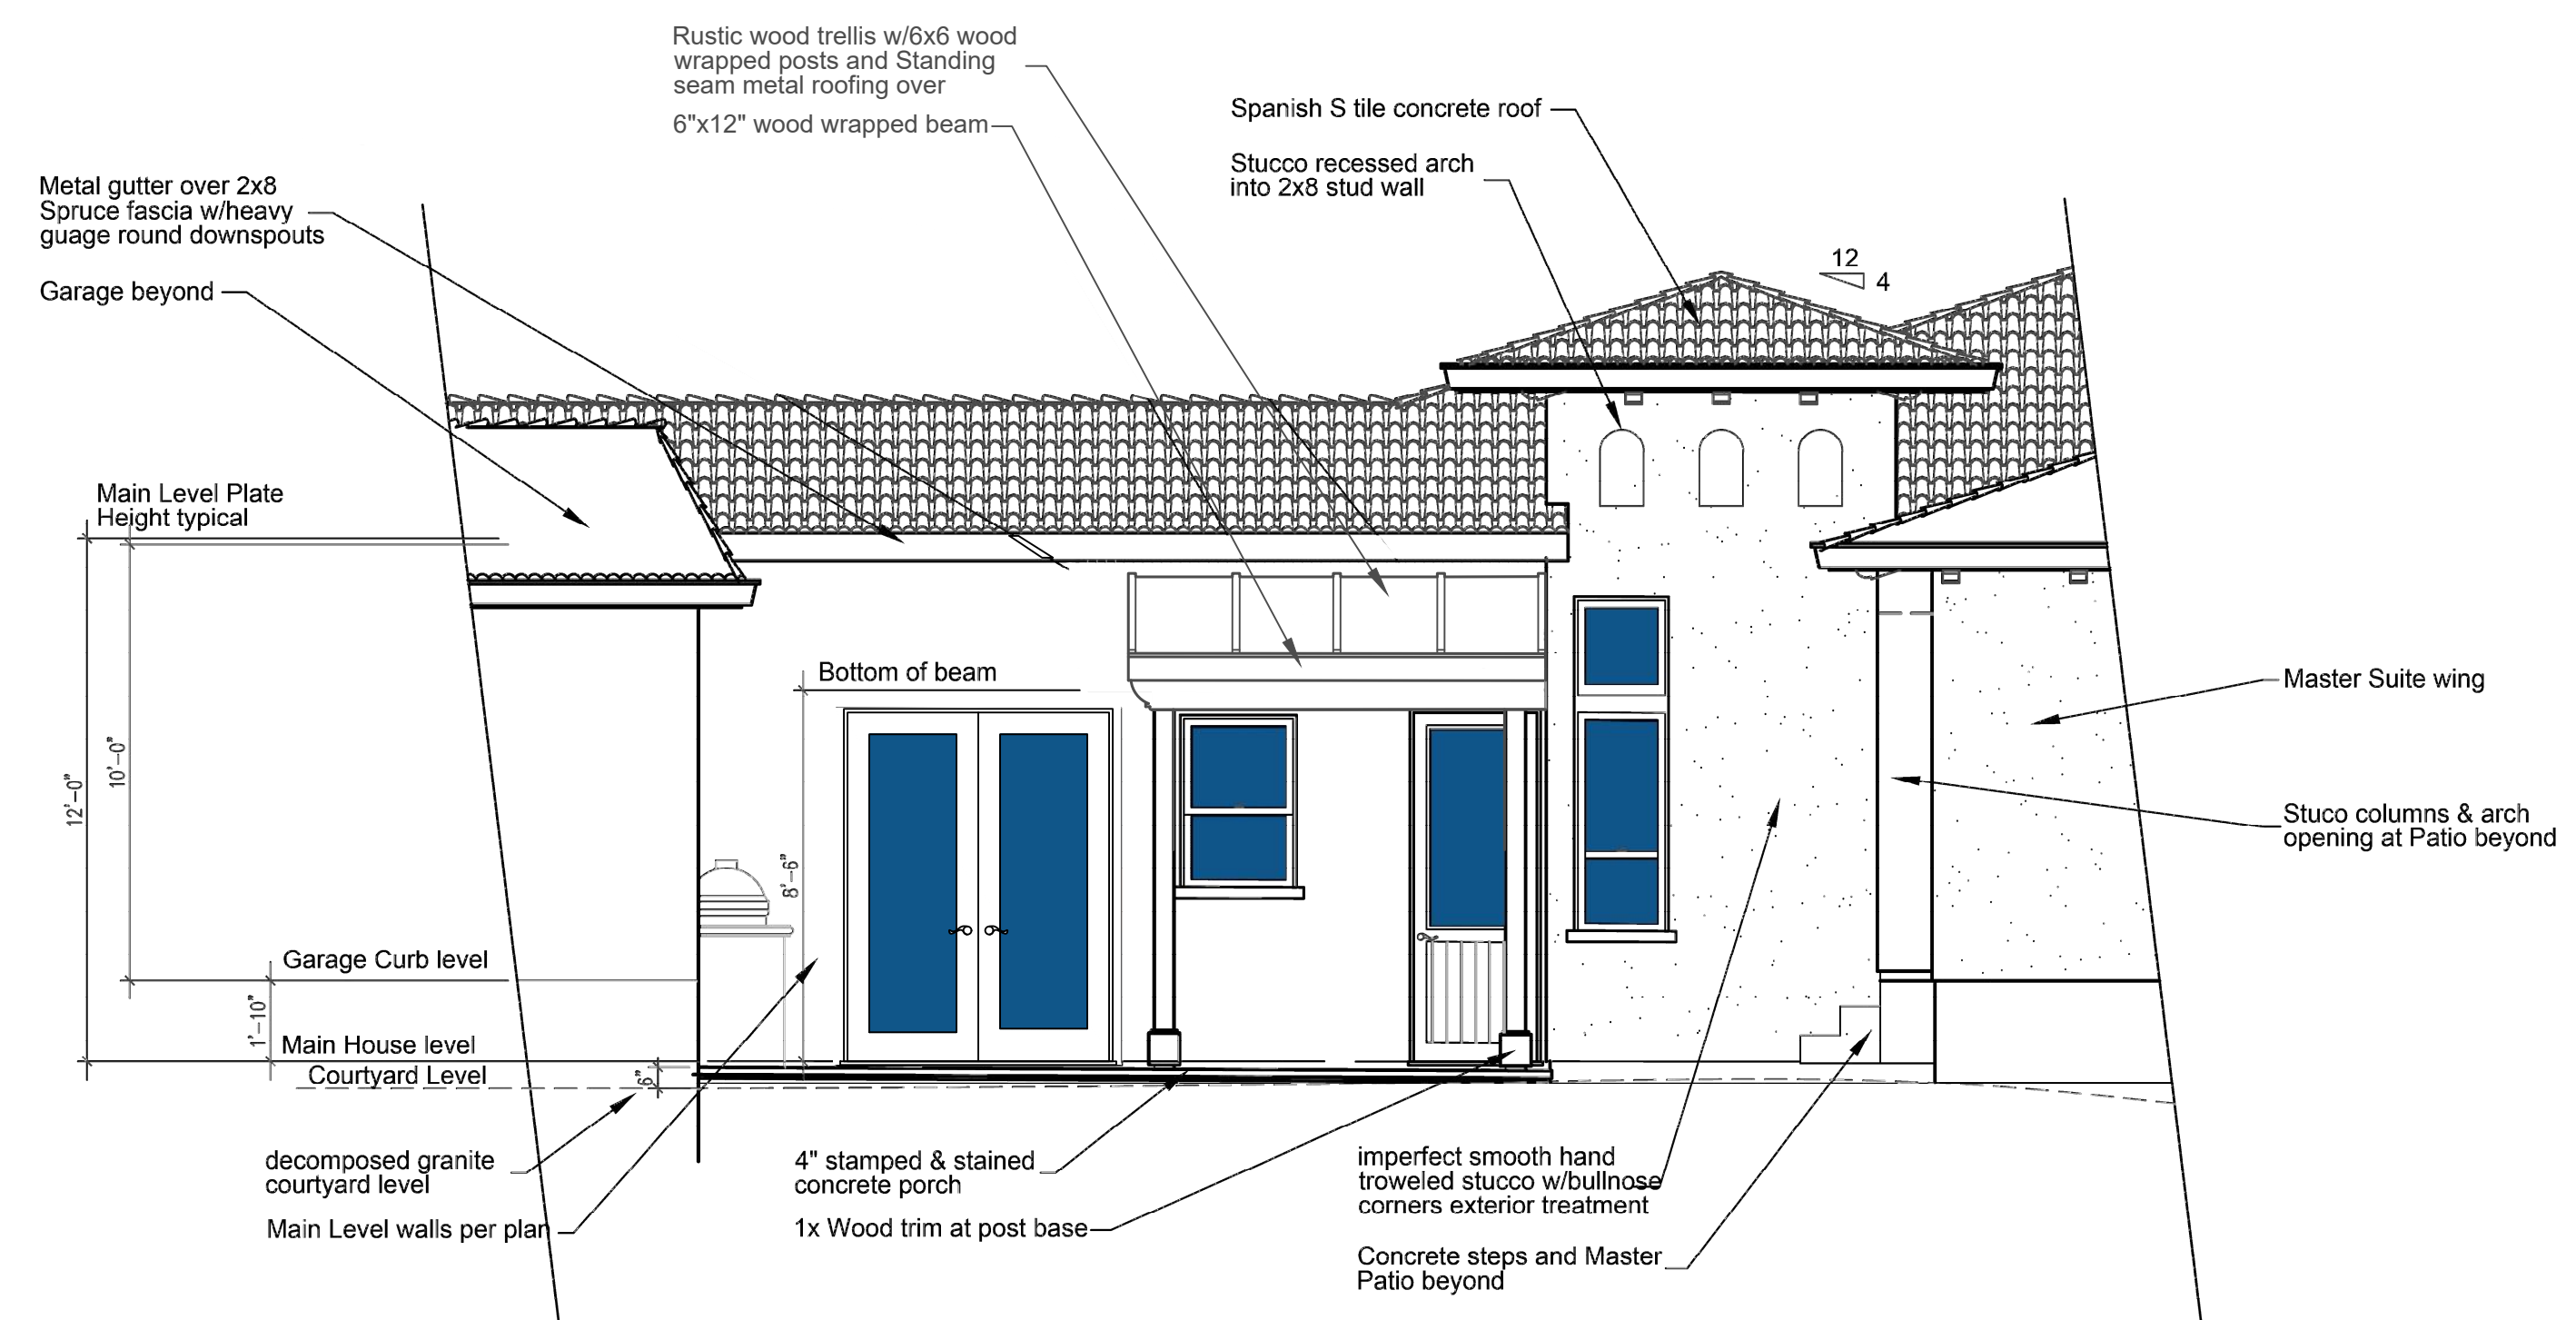 Rustic wood trellis w/6x6 wood
wrapped posts and Standing
seam metal roofing over
6"x12" wood wrapped beam
Spanish S tile concrete roof
Stucco recessed arch
into 2x8 stud wall
Metal gutter over 2x8
Spruce fascia w/heavy
guage round downspouts
Garage beyond
12
4
Main Level Plate
Height typical
Bottom of beam
Master Suite wing
12'-0"
10'-0"
8'-6"
Stuco columns & arch
opening at Patio beyond
Garage Curb level
1'-10"
Main House level
Courtyard Level
6"
decomposed granite
courtyard level
Main Level walls per plan
4" stamped & stained
concrete porch
1x Wood trim at post base
imperfect smooth hand
troweled stucco w/bullnose
corners exterior treatment
Concrete steps and Master
Patio beyond